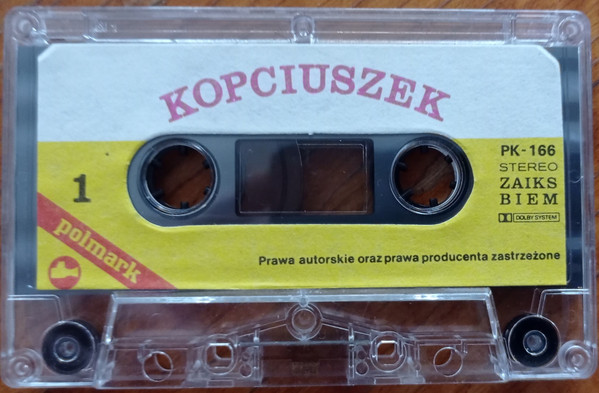 KOPCIUSZEK
1
PK-166
STEREO
ZAIKS
BIEM
DOLBY SYSTEM
polmark
Prawa autorskie oraz prawa producenta zastrzeżone